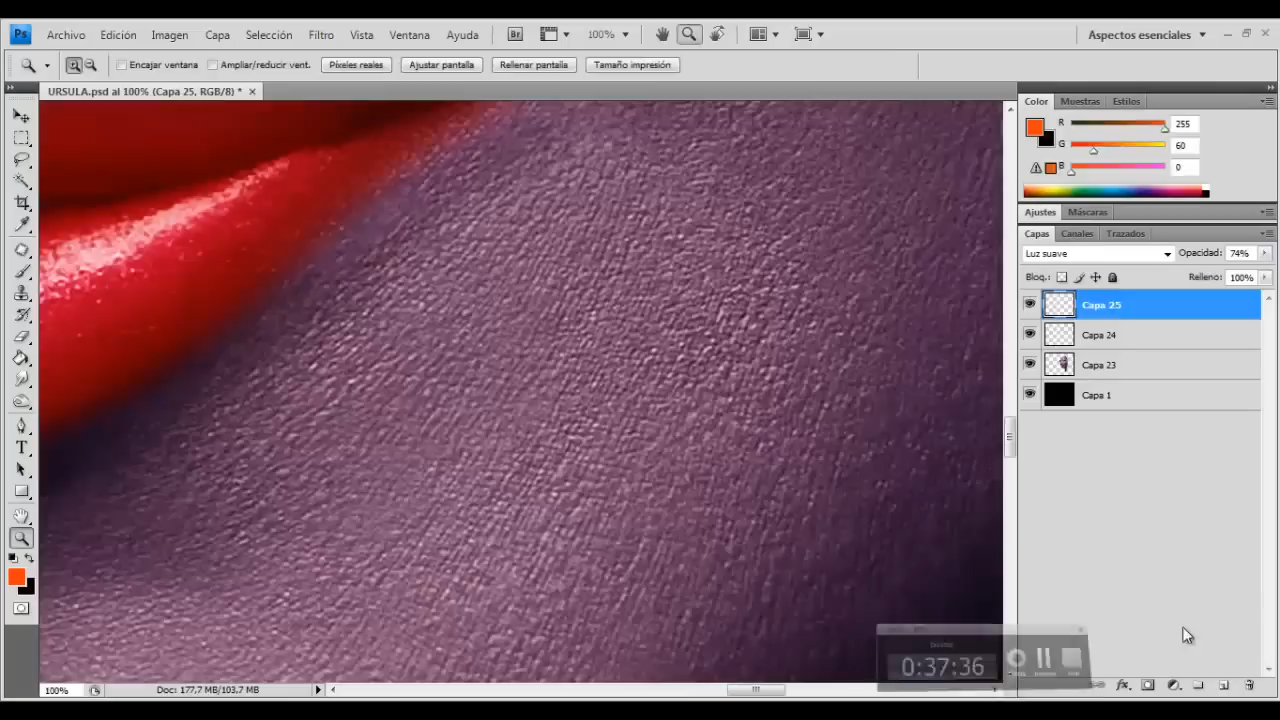 Ps Archivo Edición Imagen Capa Selección Filtro Vista Ventana Ayuda Br 100% Aspectos esenciales
Encajar ventana Ampliar/reducir vent. Píxeles reales Ajustar pantalla Rellenar pantalla Tamaño impresión
URSULA.psd al 100% (Capa 25, RGB/8) *
Color Muestras Estilos
R 255
G 60
B 0
Ajustes Máscaras
Capas Canales Trazados
Luz suave Opacidad: 74%
Bloq.: Relleno: 100%
Capa 25
Capa 24
Capa 23
Capa 1
T
0:37:36
100% Doc: 177,7 MB/103,7 MB
fx